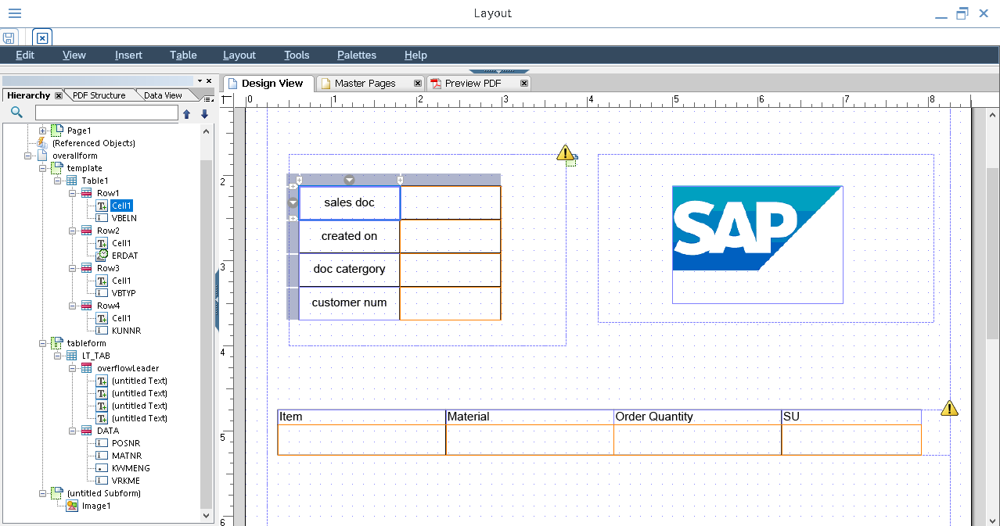 Layout
Edit View Insert Table Layout Tools Palettes Help
Design View Master Pages Preview PDF
Hierarchy PDF Structure Data View
0 1 2 3 4 5 6 7 8
Page1
(Referenced Objects)
overallform
template
Table1
Row1
Cell1
VBELN
Row2
Cell1
ERDAT
Row3
Cell1
VBTYP
Row4
Cell1
KUNNR
tableform
LT_TAB
overflowLeader
(untitled Text)
(untitled Text)
(untitled Text)
(untitled Text)
DATA
POSNR
MATNR
KWMENG
VRKME
(untitled Subform)
Image1
2
3
4
5
6
sales doc
created on
doc catergory
customer num
SAP
Item Material Order Quantity SU